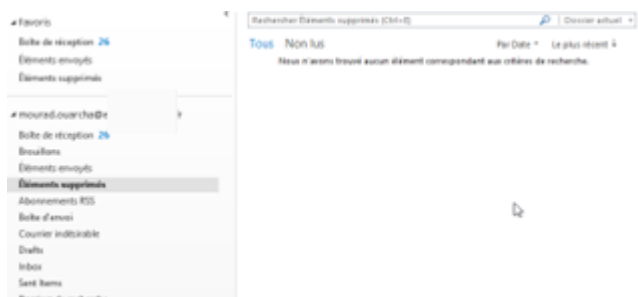 Favoris
Boîte de réception 26
Éléments envoyés
Éléments supprimés
mourad.ouarcha@e
Boîte de réception 26
Brouillons
Éléments envoyés
Éléments supprimés
Abonnements RSS
Boîte d'envoi
Courrier indésirable
Drafts
Inbox
Sent Items
Rechercher Éléments supprimés (Ctrl+E)
Dossier actuel
Tous Non lus
Par Date Le plus récent
Nous n'avons trouvé aucun élément correspondant aux critères de recherche.